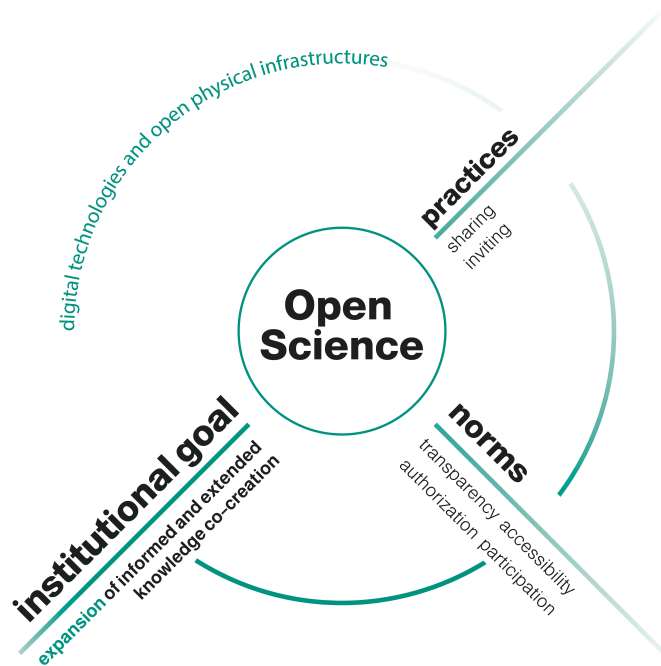 digital technologies and open physical infrastructures
practices
sharing
inviting
Open
Science
institutional goal
expansion of informed and extended
knowledge co-creation
norms
transparency accessibility
authorization participation